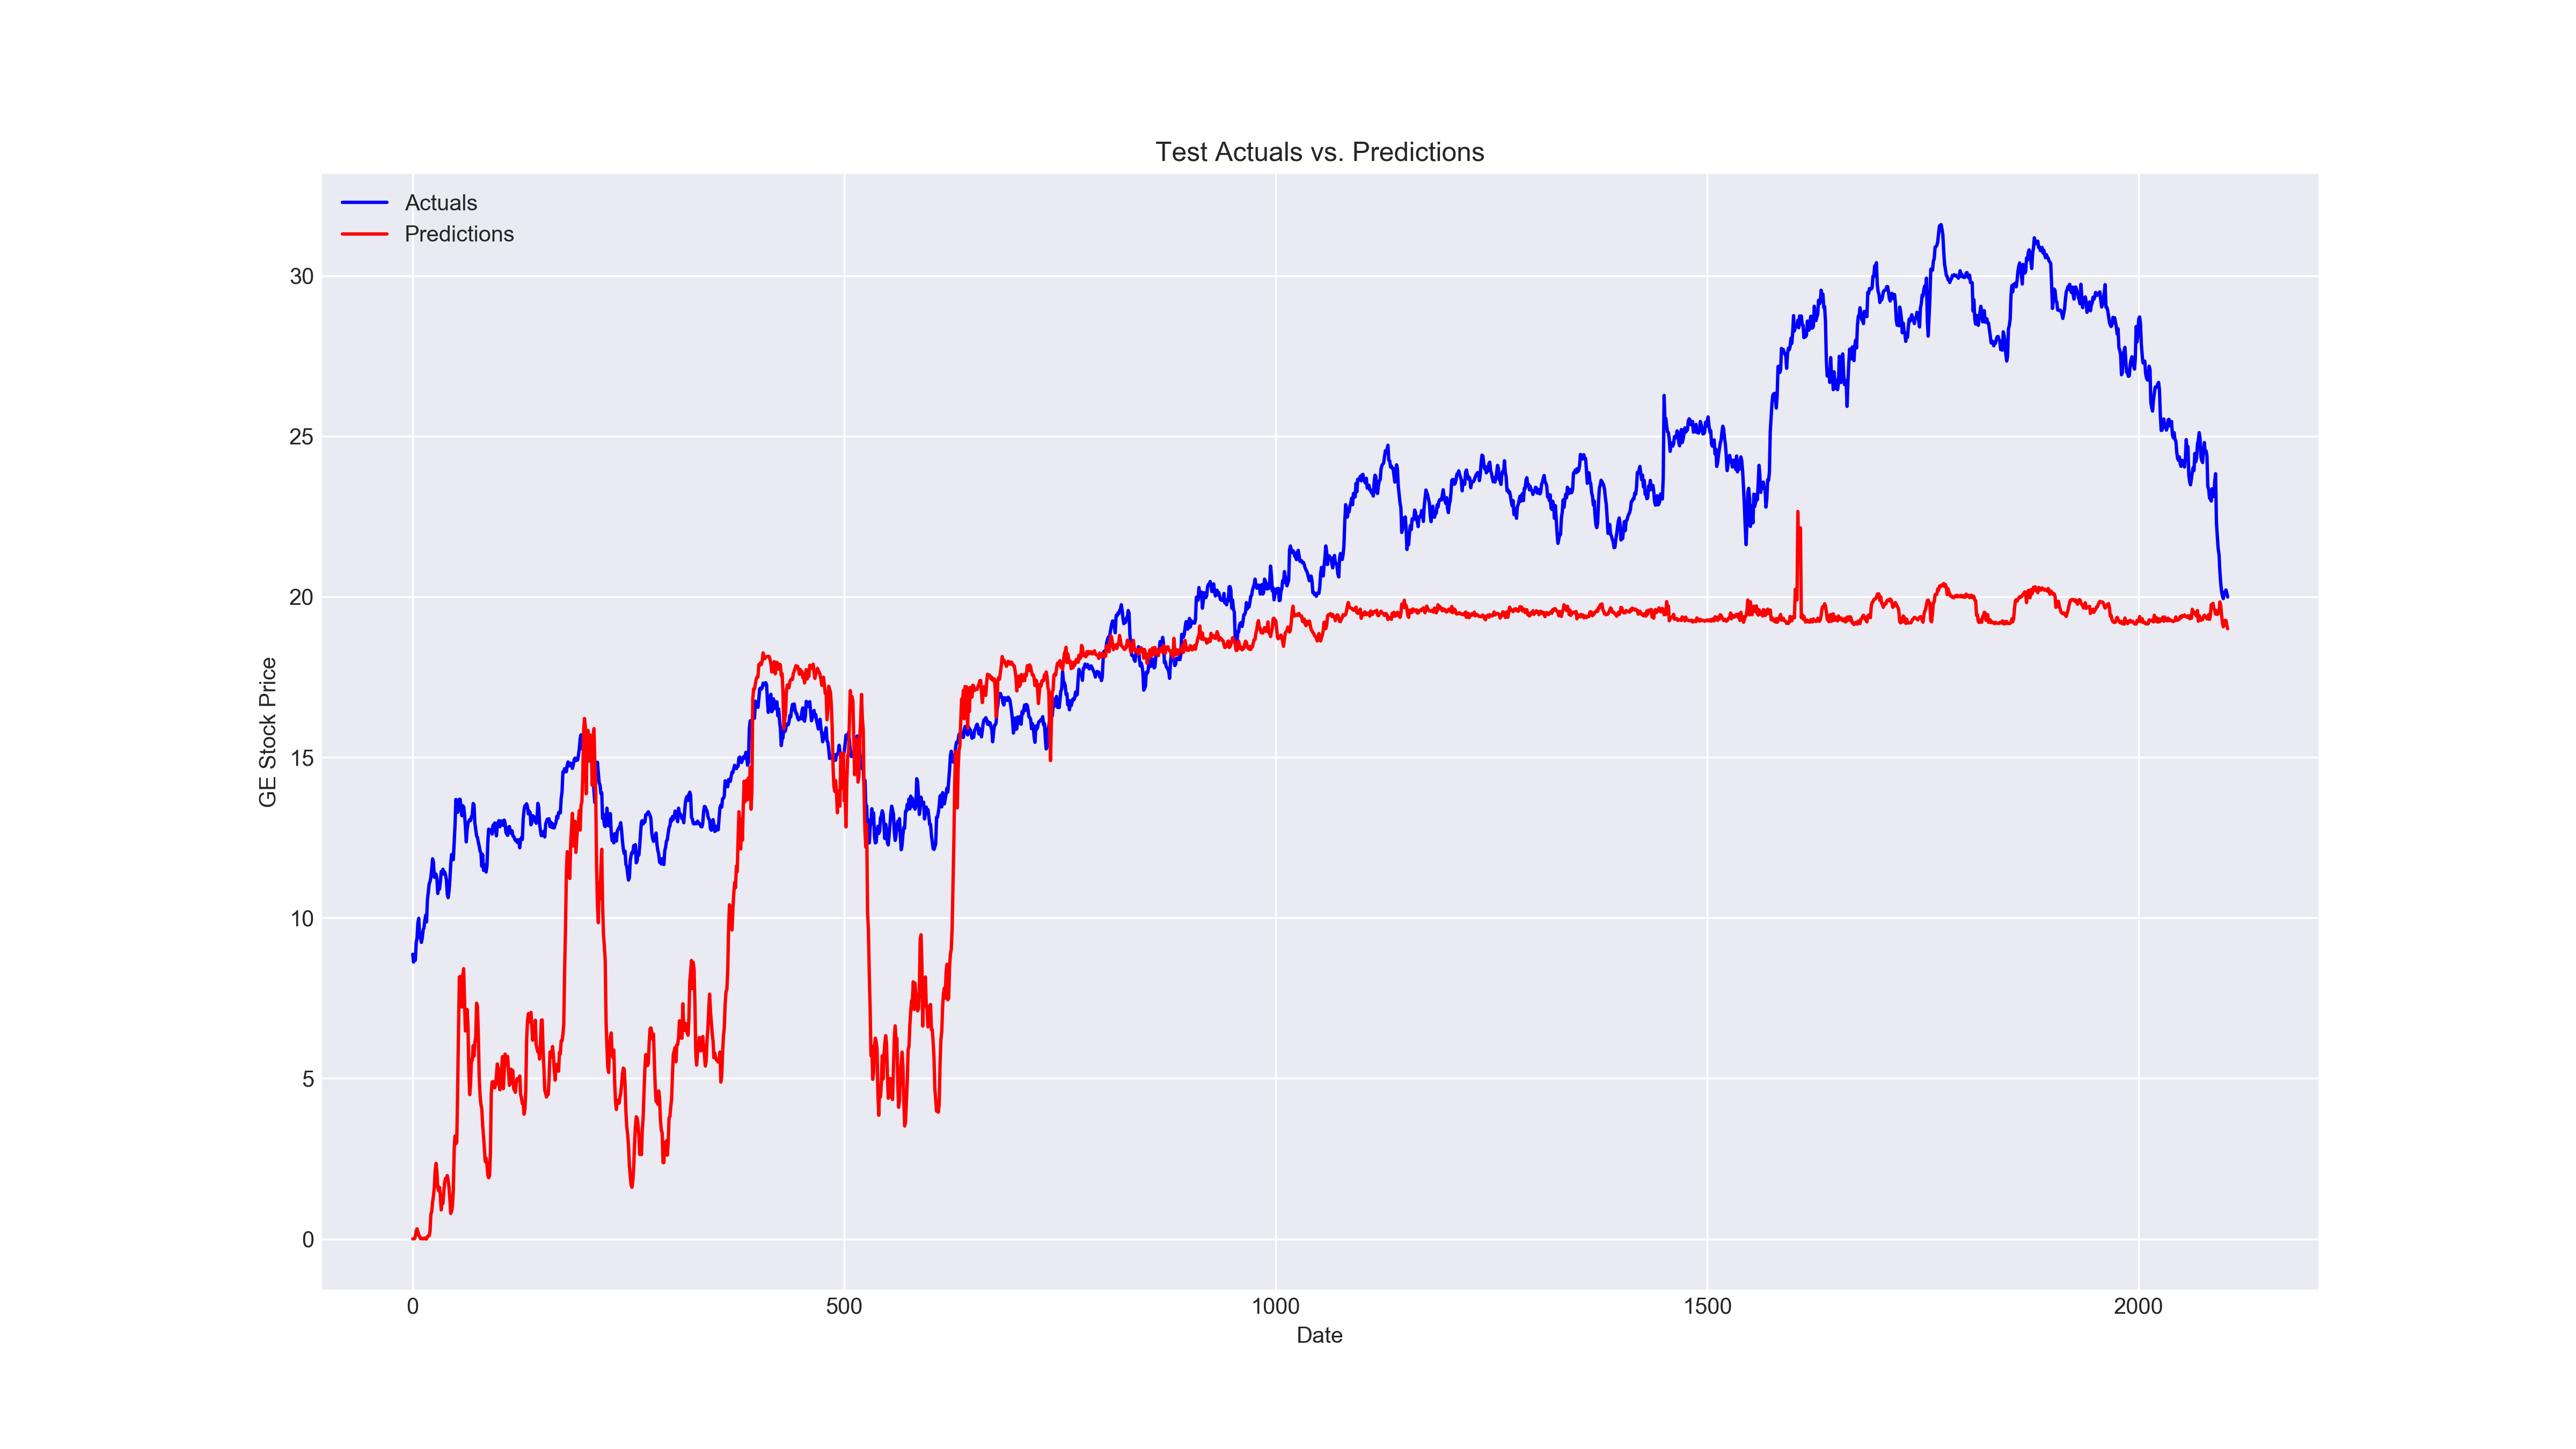 Test Actuals vs. Predictions
Actuals
Predictions
30
25
20
15
10
5
0
GE Stock Price
0 500 1000 1500 2000
Date